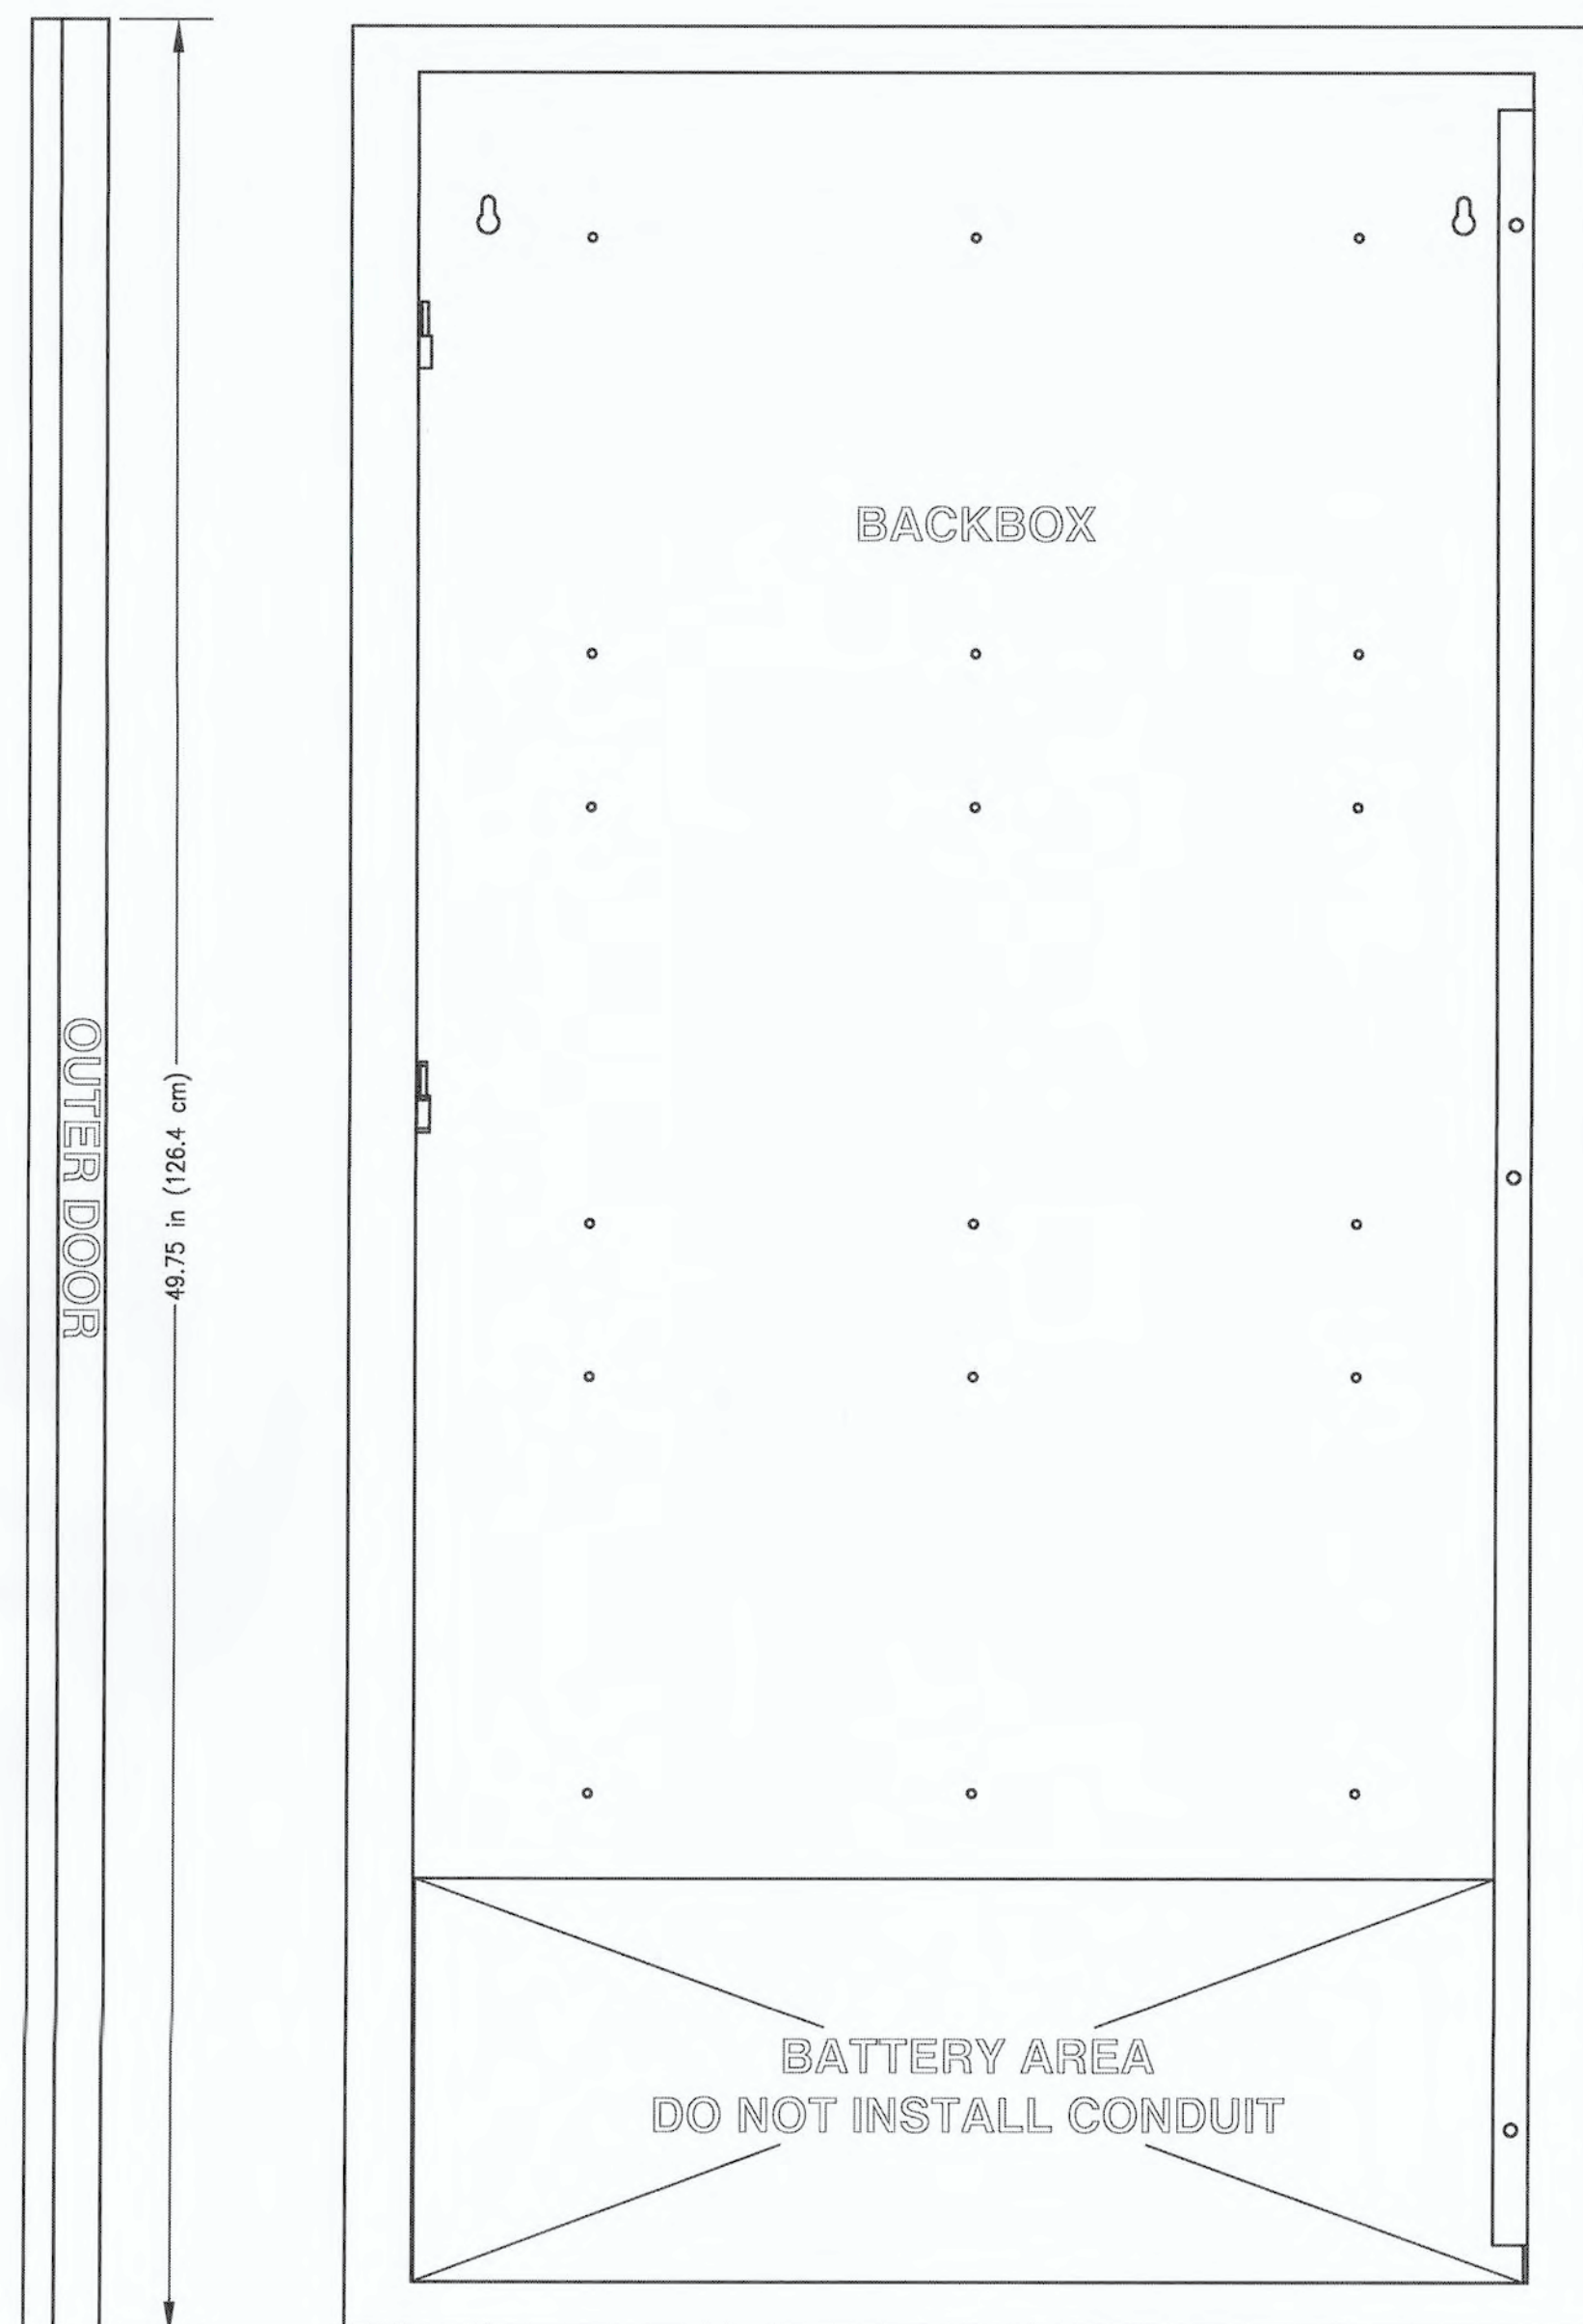 OUTER DOOR
49.75 in (126.4 cm)
BACKBOX
BATTERY AREA
DO NOT INSTALL CONDUIT